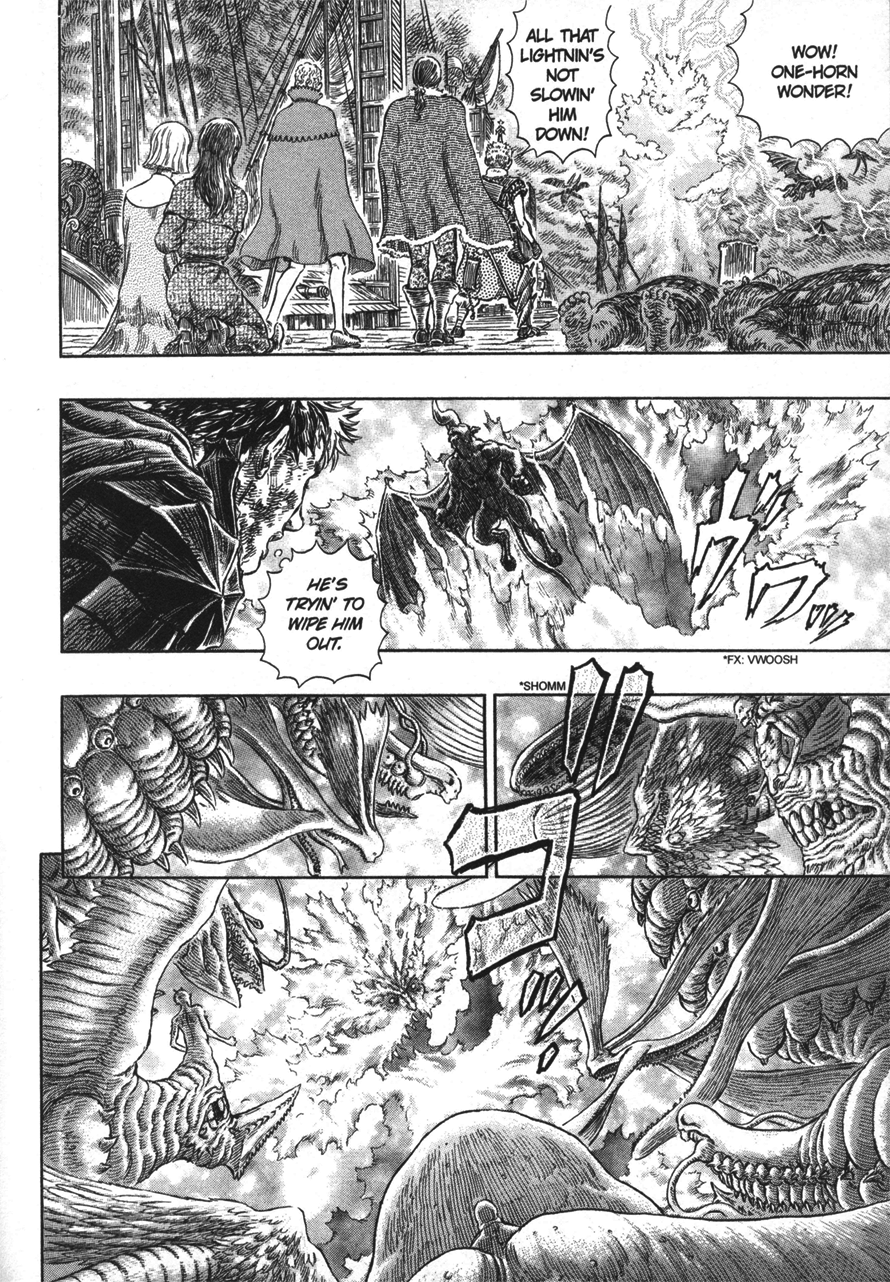 WOW!
ONE-HORN
WONDER!
ALL THAT
LIGHTNIN'S
NOT
SLOWIN'
HIM
DOWN!
HE'S
TRYIN' TO
WIPE HIM
OUT.
*FX: VWOOSH
*SHOMM